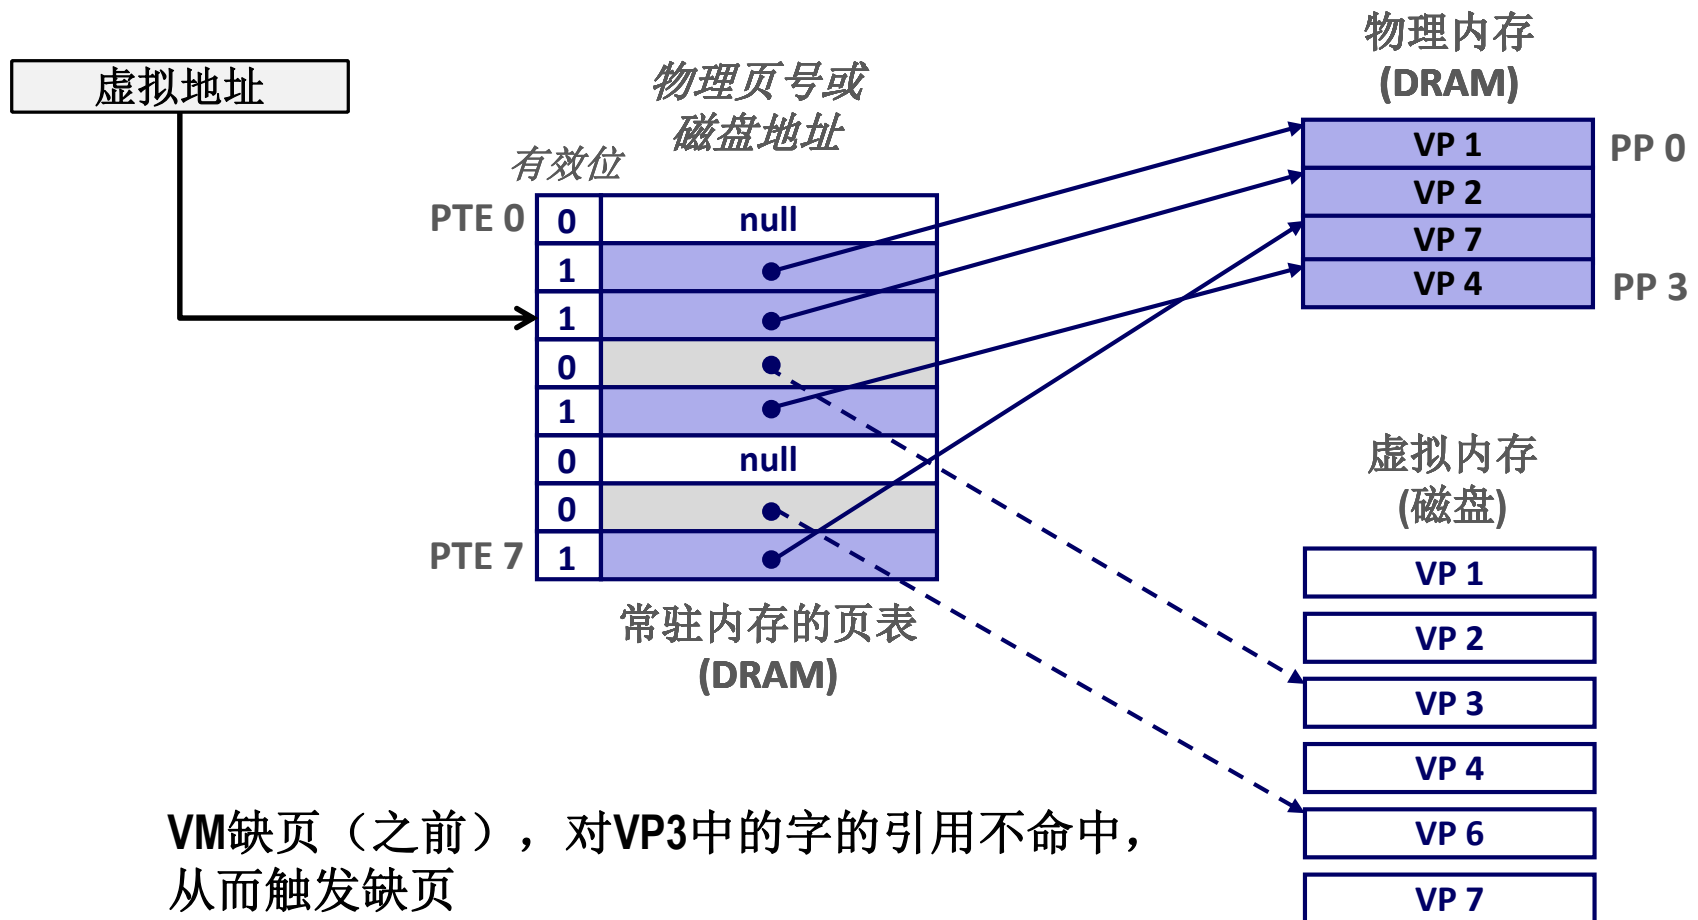 虚拟地址
物理页号或
磁盘地址
有效位
PTE 0
0
null
1
1
0
1
0
null
0
PTE 7
1
常驻内存的页表
(DRAM)
物理内存
(DRAM)
VP 1
PP 0
VP 2
VP 7
VP 4
PP 3
虚拟内存
(磁盘)
VP 1
VP 2
VP 3
VP 4
VP 6
VP 7
VM缺页（之前），对VP3中的字的引用不命中，
从而触发缺页